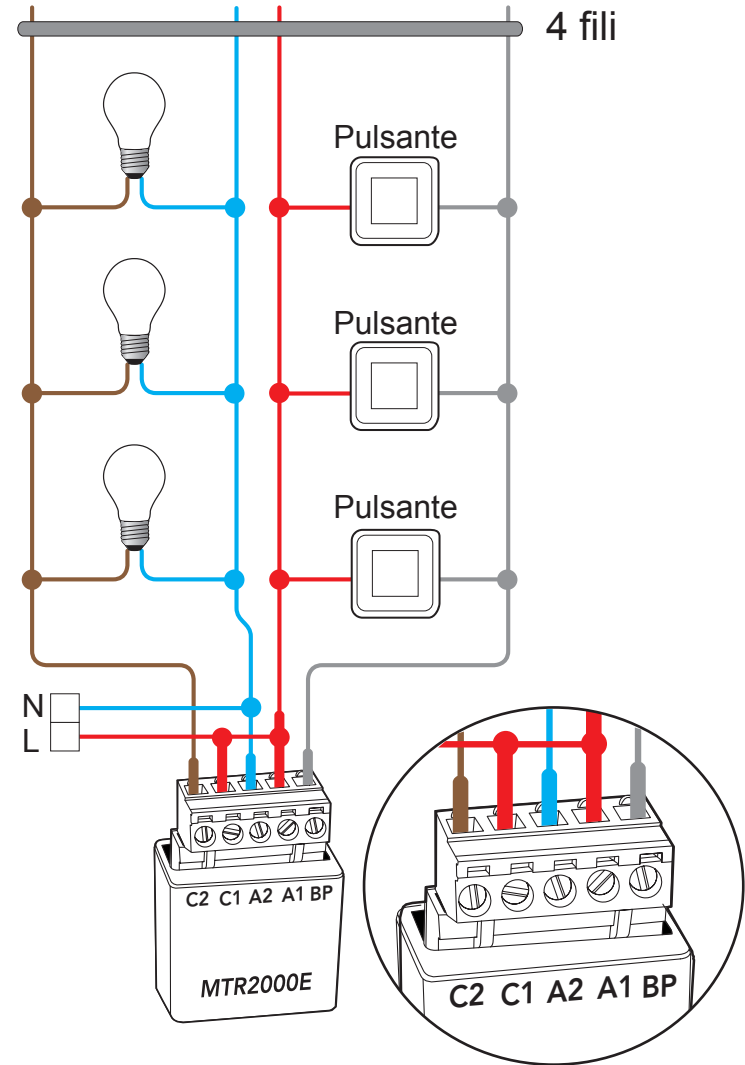 4 fili
Pulsante
Pulsante
Pulsante
N
L
C2 C1 A2 A1 BP
MTR2000E
C2 C1 A2 A1 BP